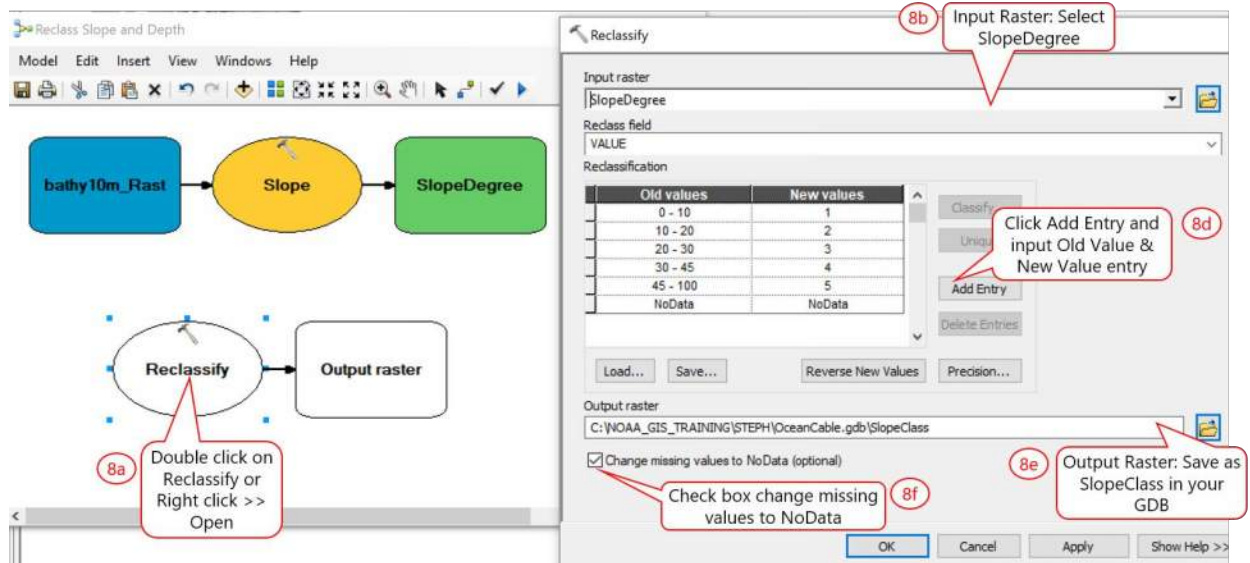 Reclass Slope and Depth
Model Edit Insert View Windows Help
bathy10m_Rast
Slope
SlopeDegree
Reclassify
Output raster
8a
Double click on
Reclassify or
Right click >>
Open
Reclassify
8b
Input Raster: Select
SlopeDegree
Input raster
SlopeDegree
Reclass field
VALUE
Reclassification
Old values New values
0 - 10 1
10 - 20 2
20 - 30 3
30 - 45 4
45 - 100 5
NoData NoData
Classify
Uniqu
Add Entry
Delete Entries
8d
Click Add Entry and
input Old Value &
New Value entry
Load... Save... Reverse New Values Precision...
Output raster
C:\NOAA_GIS_TRAINING\STEPH\OceanCable.gdb\SlopeClass
Change missing values to NoData (optional)
8e
Output Raster: Save as
SlopeClass in your
GDB
Check box change missing
values to NoData
8f
OK Cancel Apply Show Help >>